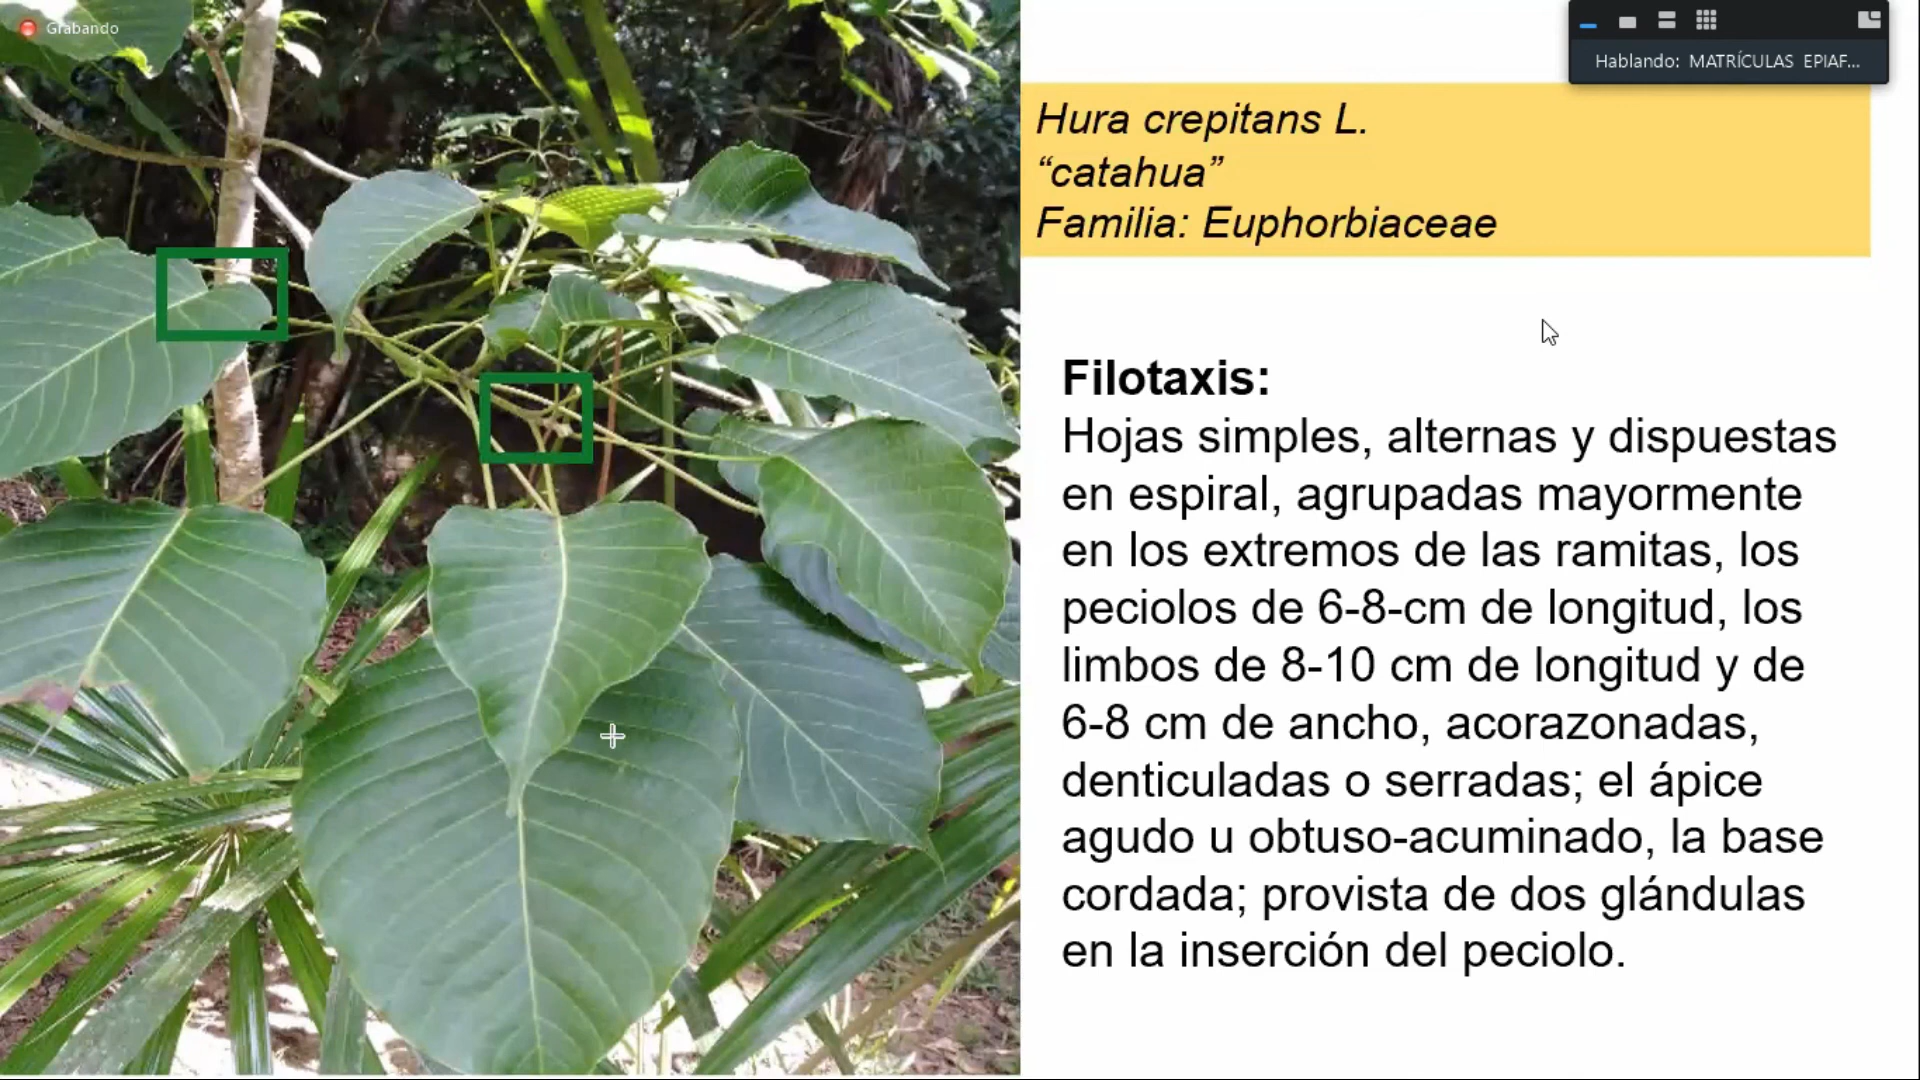 Grabando
Hablando: MATRÍCULAS EPIAF...
Hura crepitans L.
“catahua”
Familia: Euphorbiaceae
Filotaxis:
Hojas simples, alternas y dispuestas
en espiral, agrupadas mayormente
en los extremos de las ramitas, los
peciolos de 6-8-cm de longitud, los
limbos de 8-10 cm de longitud y de
6-8 cm de ancho, acorazonadas,
denticuladas o serradas; el ápice
agudo u obtuso-acuminado, la base
cordada; provista de dos glándulas
en la inserción del peciolo.